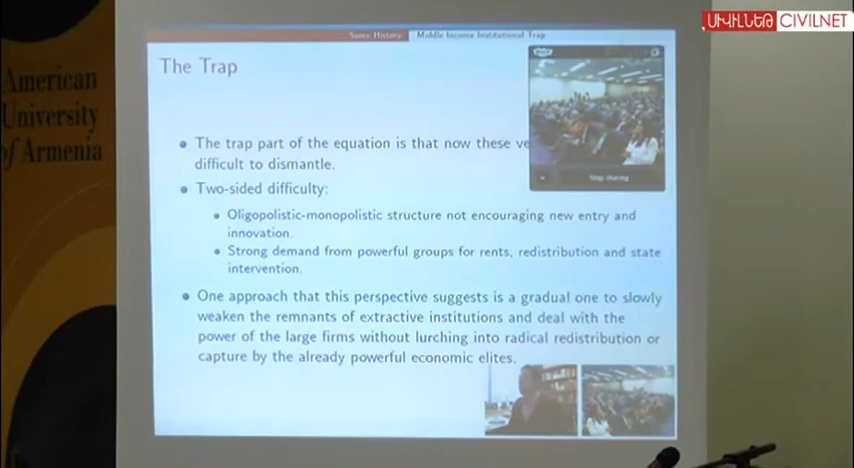 ՍԻՎԻԼՆԵԹ CIVILNET
American
University
of Armenia
Some History Middle Income Institutional Trap
The Trap
The trap part of the equation is that now these ve
difficult to dismantle.
Two-sided difficulty:
Oligopolistic-monopolistic structure not encouraging new entry and
innovation.
Strong demand from powerful groups for rents, redistribution and state
intervention.
One approach that this perspective suggests is a gradual one to slowly
weaken the remnants of extractive institutions and deal with the
power of the large firms without lurching into radical redistribution or
capture by the already powerful economic elites.
Stop sharing